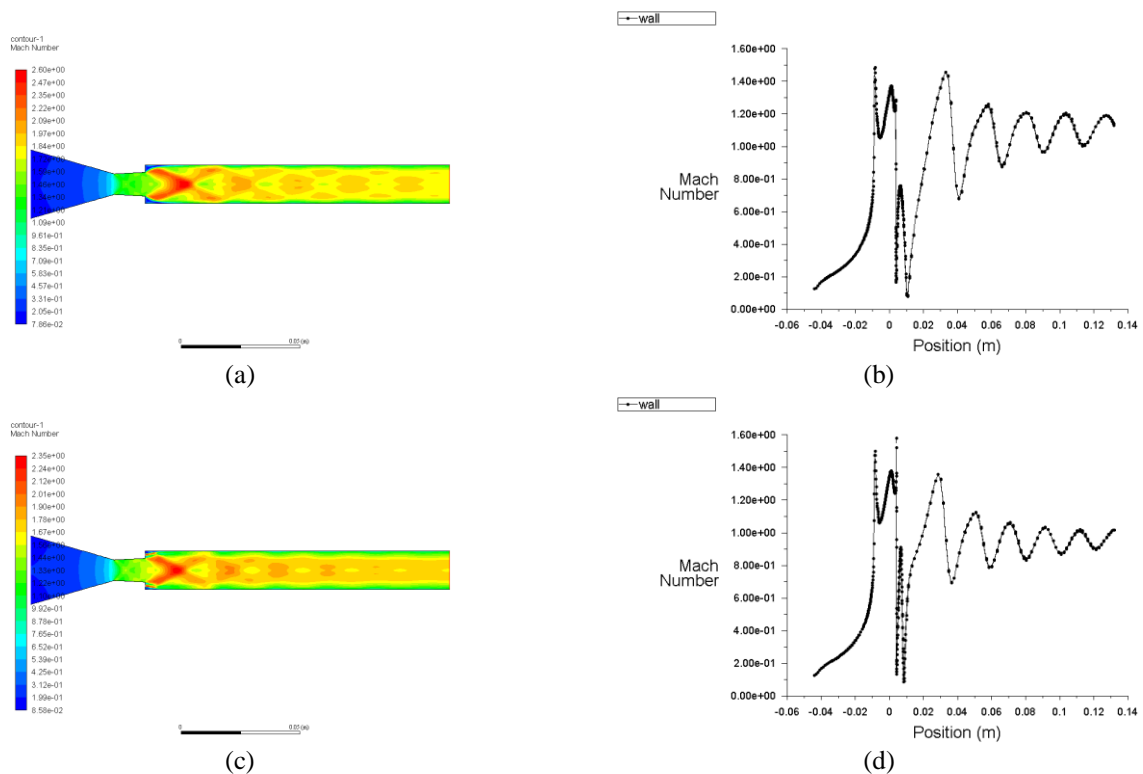 contour-1
Mach Number
2.60e+00
2.47e+00
2.35e+00
2.22e+00
2.09e+00
1.97e+00
1.84e+00
1.09e+00
9.61e-01
8.35e-01
7.09e-01
5.83e-01
4.57e-01
3.31e-01
2.05e-01
7.86e-02
0
0.05 (m)
(a)
wall
1.60e+00
1.40e+00
1.20e+00
1.00e+00
8.00e-01
6.00e-01
4.00e-01
2.00e-01
0.00e+00
Mach
Number
-0.06 -0.04 -0.02 0 0.02 0.04 0.06 0.08 0.1 0.12 0.14
Position (m)
(b)
contour-1
Mach Number
2.35e+00
2.24e+00
2.12e+00
2.01e+00
1.90e+00
1.78e+00
1.67e+00
9.92e-01
8.78e-01
7.65e-01
6.52e-01
5.39e-01
4.25e-01
3.12e-01
1.99e-01
8.58e-02
0
0.05 (m)
(c)
wall
1.60e+00
1.40e+00
1.20e+00
1.00e+00
8.00e-01
6.00e-01
4.00e-01
2.00e-01
0.00e+00
Mach
Number
-0.06 -0.04 -0.02 0 0.02 0.04 0.06 0.08 0.1 0.12 0.14
Position (m)
(d)